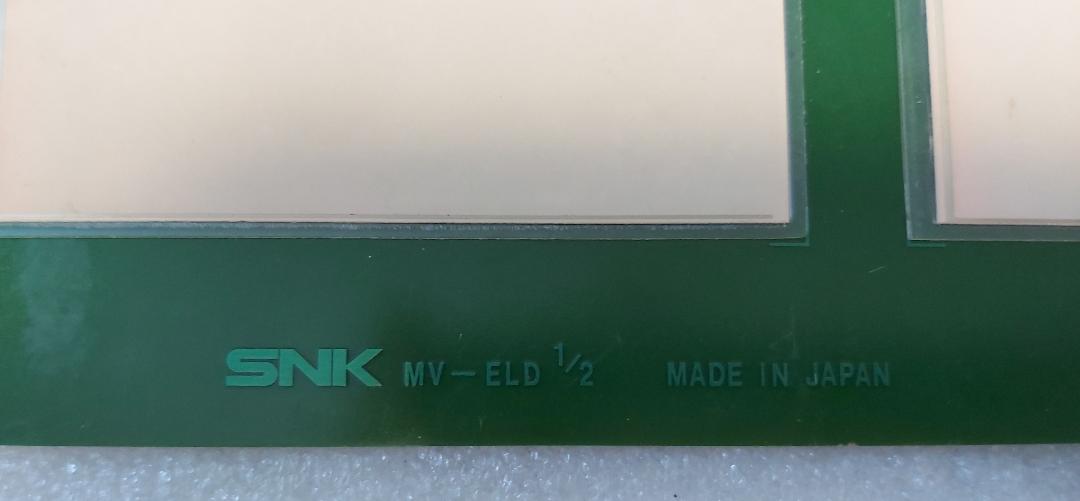 SNK MV-ELD 1/2 MADE IN JAPAN